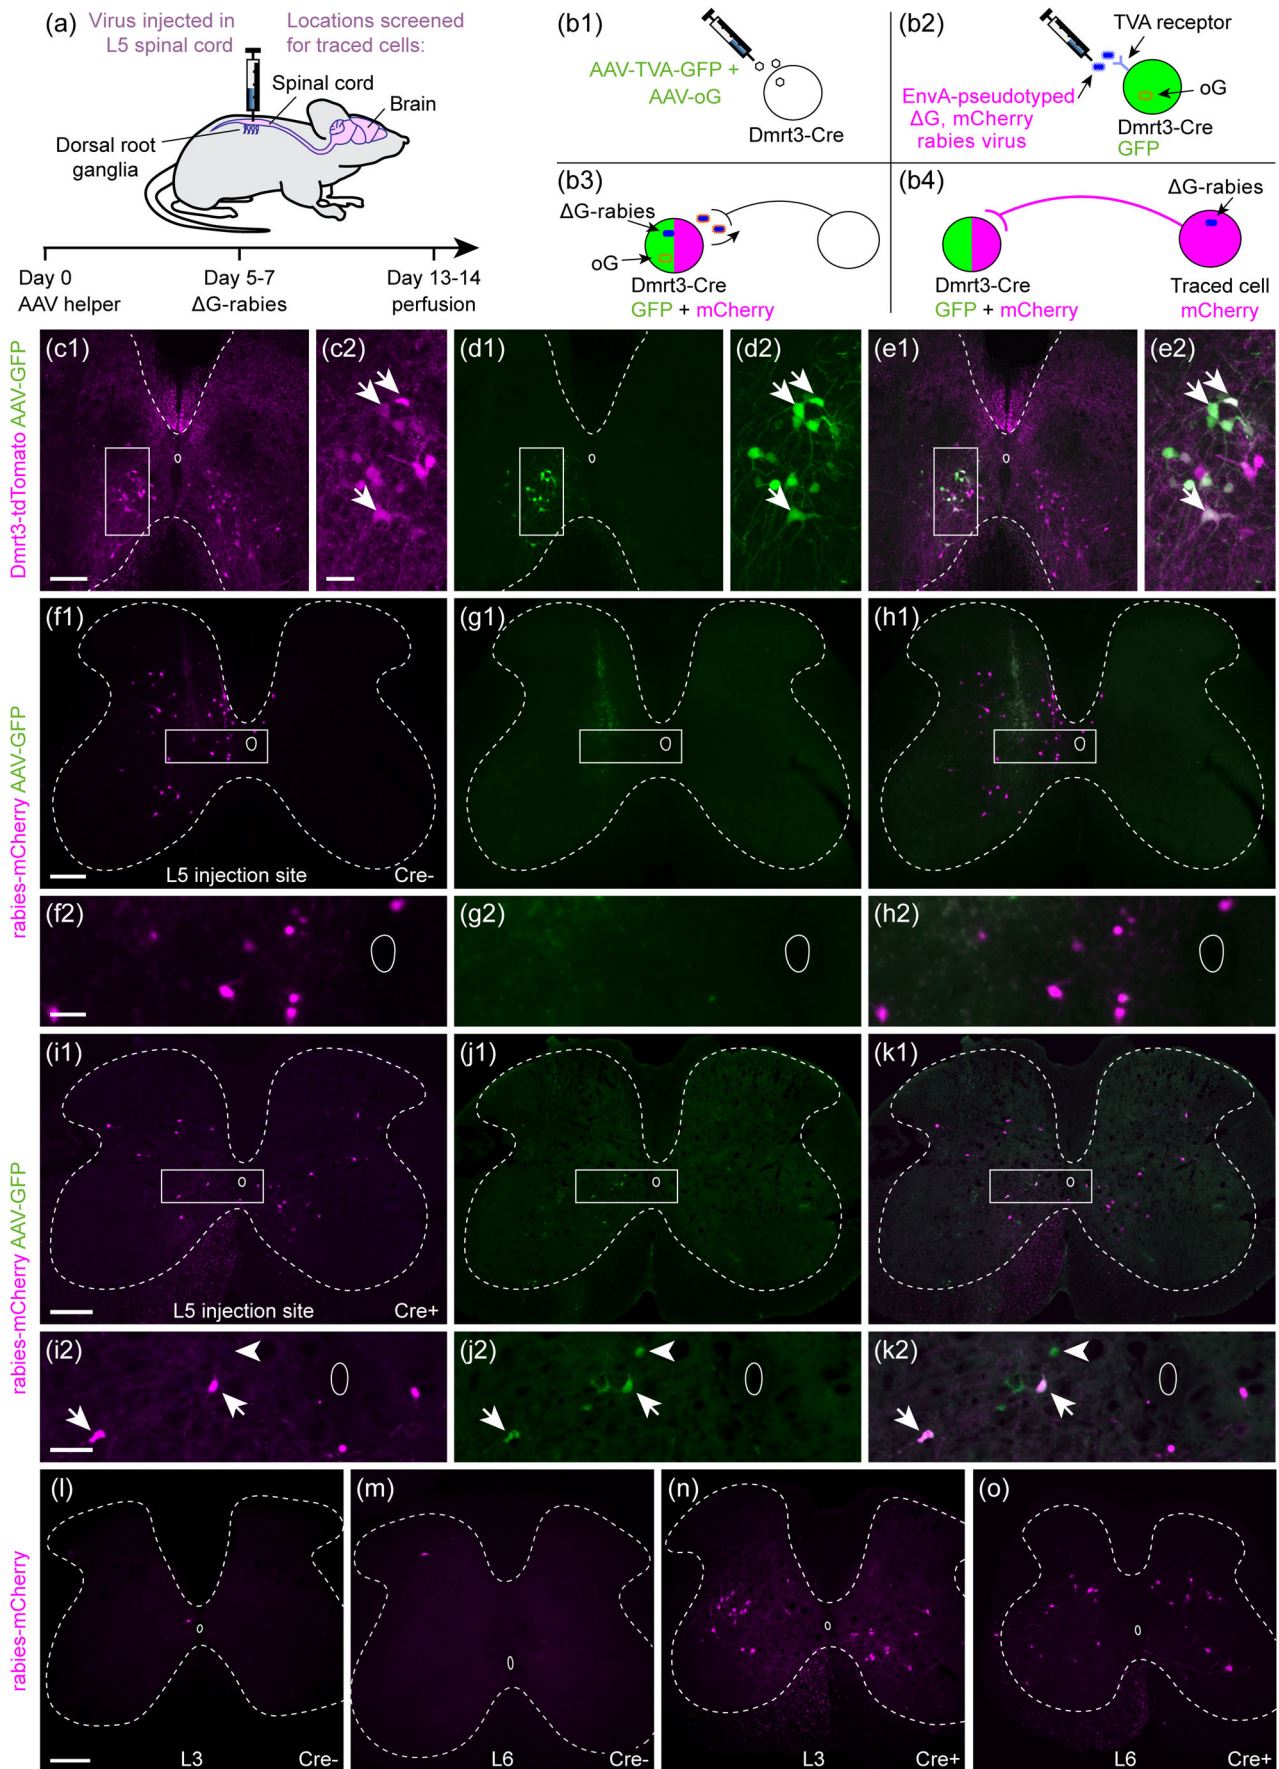 (a)
Virus injected in
L5 spinal cord
Locations screened
for traced cells:
Spinal cord
Brain
Dorsal root
ganglia
Day 0
AAV helper
Day 5-7
ΔG-rabies
Day 13-14
perfusion
(b1)
AAV-TVA-GFP +
AAV-oG
Dmrt3-Cre
(b2)
TVA receptor
oG
EnvA-pseudotyped
ΔG, mCherry
rabies virus
Dmrt3-Cre
GFP
(b3)
ΔG-rabies
oG
Dmrt3-Cre
GFP + mCherry
(b4)
ΔG-rabies
Dmrt3-Cre
GFP + mCherry
Traced cell
mCherry
Dmrt3-tdTomato AAV-GFP
(c1)
(c2)
(d1)
(d2)
(e1)
(e2)
rabies-mCherry AAV-GFP
(f1)
L5 injection site
Cre-
(g1)
(h1)
(f2)
(g2)
(h2)
rabies-mCherry AAV-GFP
(i1)
L5 injection site
Cre+
(j1)
(k1)
(i2)
(j2)
(k2)
rabies-mCherry
(l)
L3
Cre-
(m)
L6
Cre-
(n)
L3
Cre+
(o)
L6
Cre+